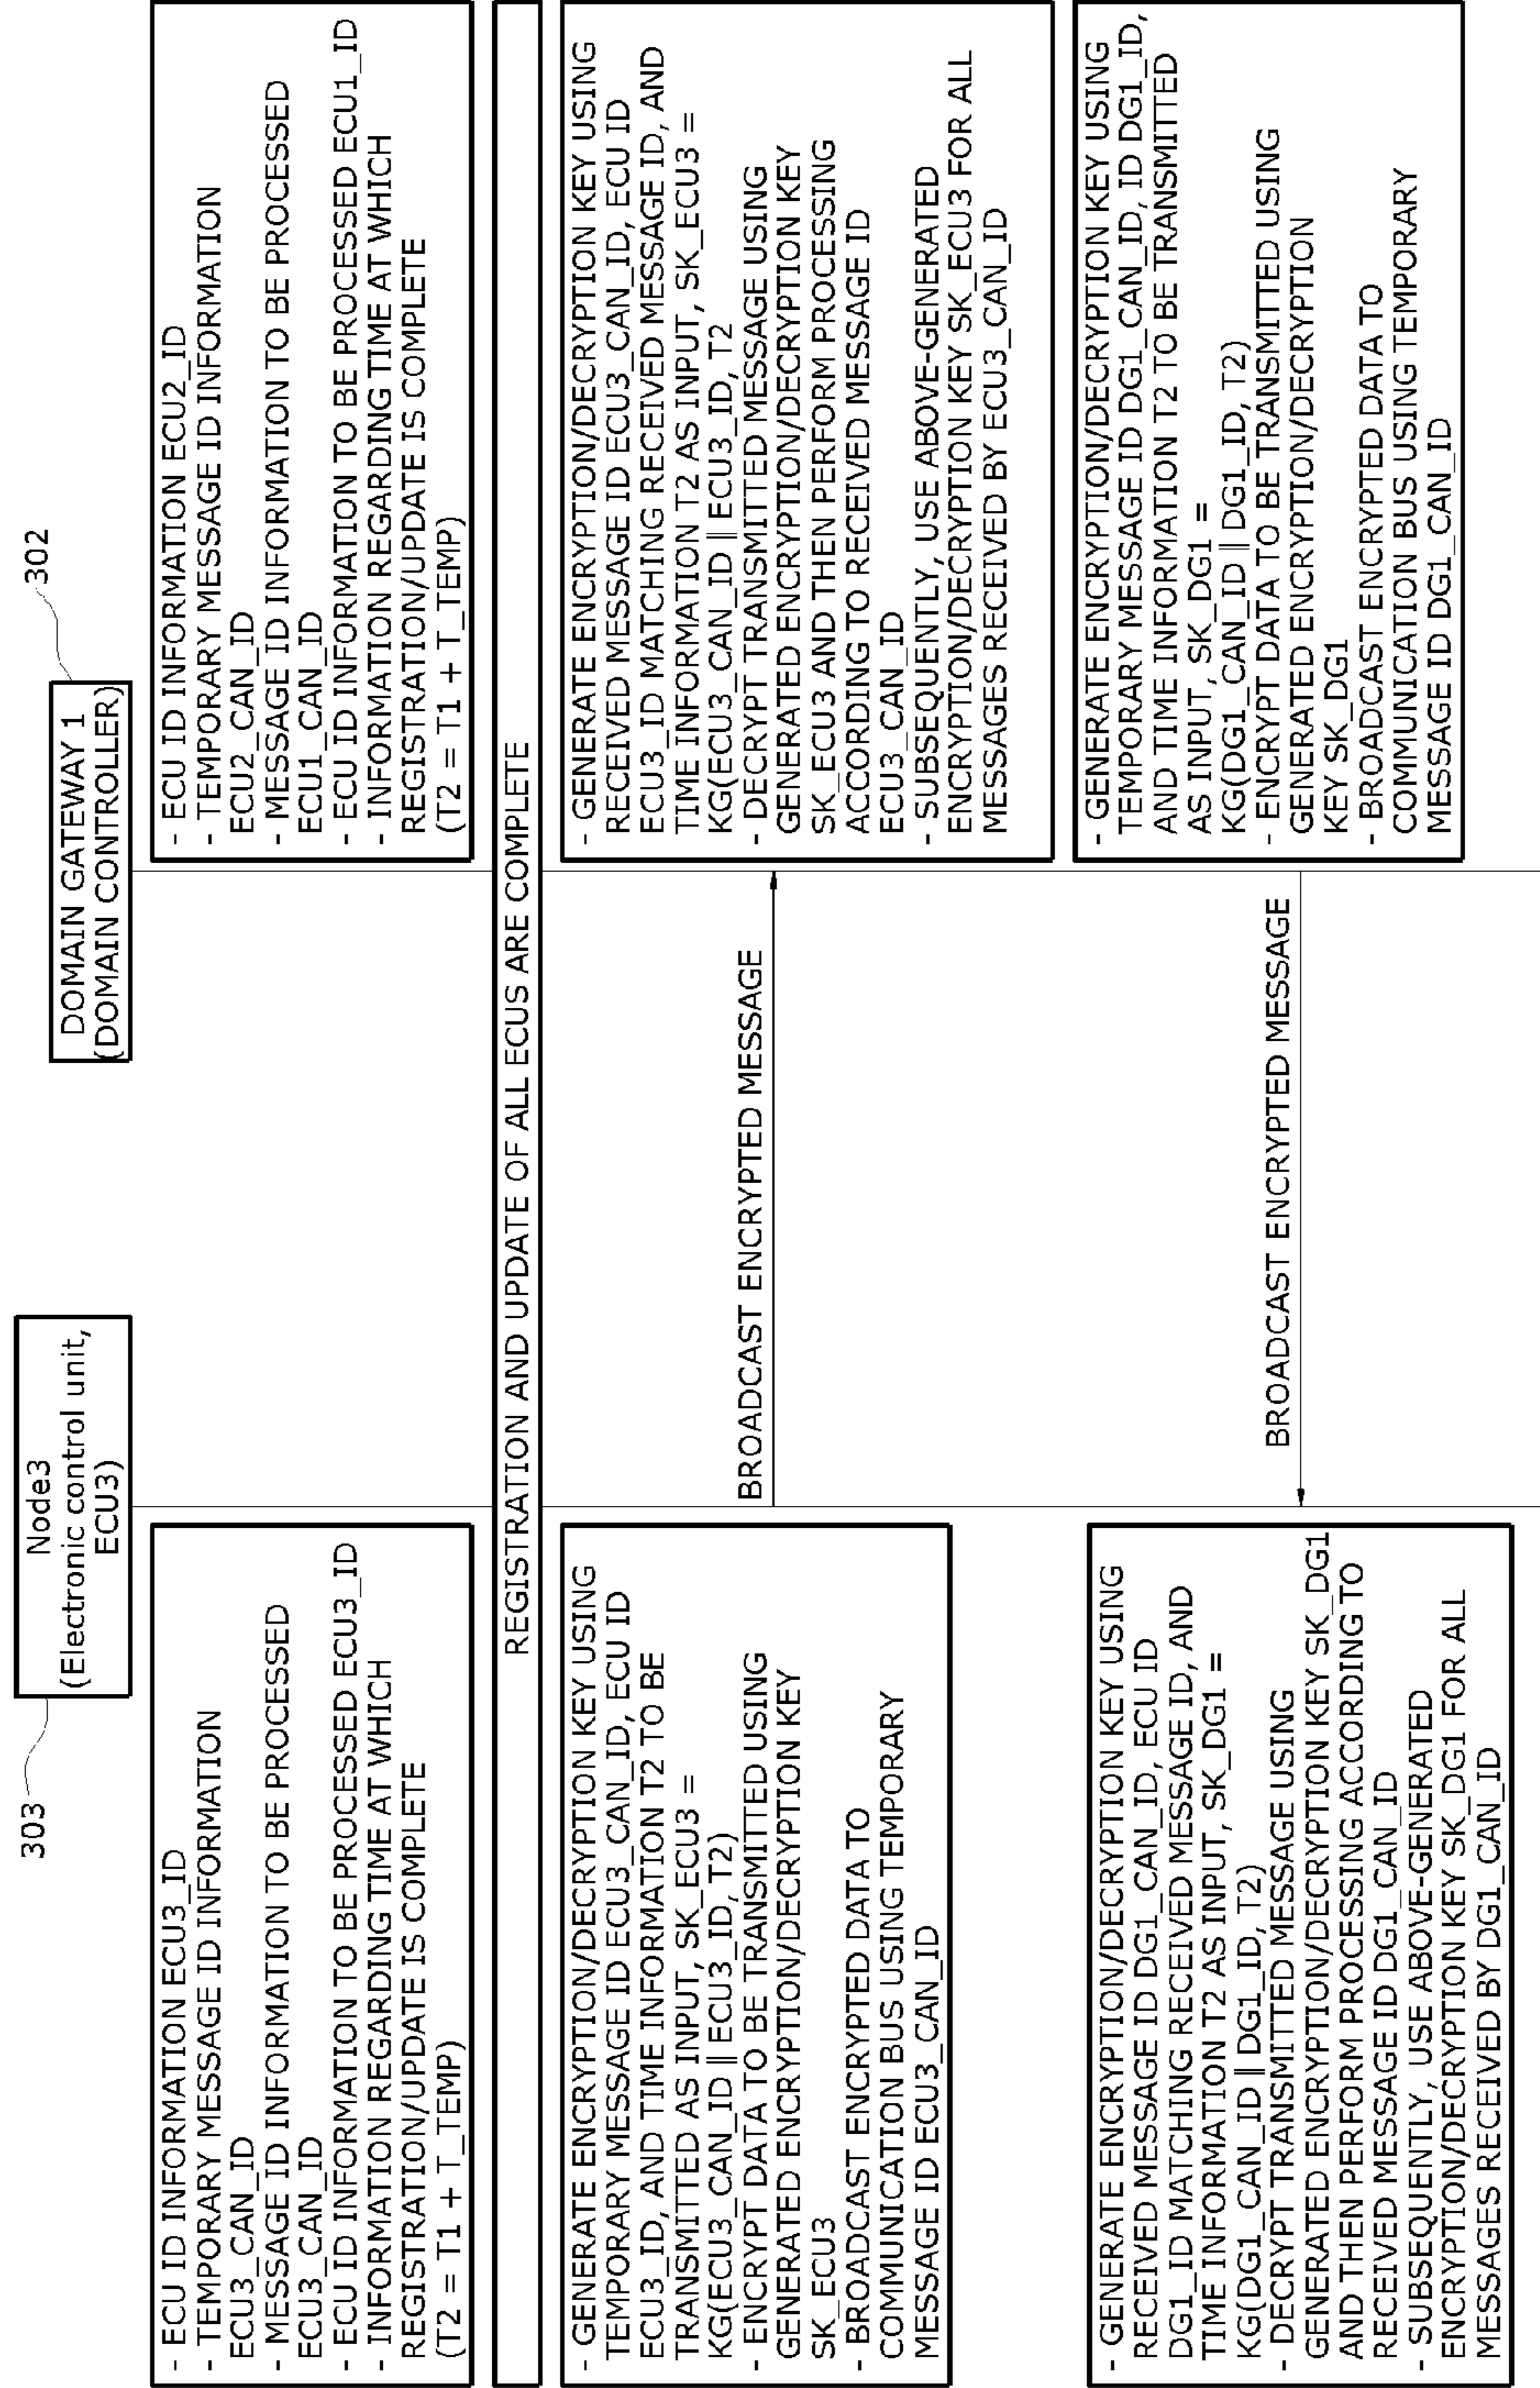 303
Node3
(Electronic control unit,
ECU3)
302
DOMAIN GATEWAY 1
(DOMAIN CONTROLLER)
- ECU ID INFORMATION ECU3_ID
- TEMPORARY MESSAGE ID INFORMATION
ECU3_CAN_ID
- MESSAGE ID INFORMATION TO BE PROCESSED
ECU3_CAN_ID
- ECU ID INFORMATION TO BE PROCESSED ECU3_ID
- INFORMATION REGARDING TIME AT WHICH
REGISTRATION/UPDATE IS COMPLETE
(T2 = T1 + T_TEMP)
- ECU ID INFORMATION ECU2_ID
- TEMPORARY MESSAGE ID INFORMATION
ECU2_CAN_ID
- MESSAGE ID INFORMATION TO BE PROCESSED
ECU1_CAN_ID
- ECU ID INFORMATION TO BE PROCESSED ECU1_ID
- INFORMATION REGARDING TIME AT WHICH
REGISTRATION/UPDATE IS COMPLETE
(T2 = T1 + T_TEMP)
REGISTRATION AND UPDATE OF ALL ECUS ARE COMPLETE
- GENERATE ENCRYPTION/DECRYPTION KEY USING
TEMPORARY MESSAGE ID ECU3_CAN_ID, ECU ID
ECU3_ID, AND TIME INFORMATION T2 TO BE
TRANSMITTED AS INPUT, SK_ECU3 =
KG(ECU3_CAN_ID || ECU3_ID, T2)
- ENCRYPT DATA TO BE TRANSMITTED USING
GENERATED ENCRYPTION/DECRYPTION KEY
SK_ECU3
- BROADCAST ENCRYPTED DATA TO
COMMUNICATION BUS USING TEMPORARY
MESSAGE ID ECU3_CAN_ID
BROADCAST ENCRYPTED MESSAGE
- GENERATE ENCRYPTION/DECRYPTION KEY USING
RECEIVED MESSAGE ID ECU3_CAN_ID, ECU ID
ECU3_ID MATCHING RECEIVED MESSAGE ID, AND
TIME INFORMATION T2 AS INPUT, SK_ECU3 =
KG(ECU3_CAN_ID || ECU3_ID, T2
- DECRYPT TRANSMITTED MESSAGE USING
GENERATED ENCRYPTION/DECRYPTION KEY
SK_ECU3 AND THEN PERFORM PROCESSING
ACCORDING TO RECEIVED MESSAGE ID
ECU3_CAN_ID
- SUBSEQUENTLY, USE ABOVE-GENERATED
ENCRYPTION/DECRYPTION KEY SK_ECU3 FOR ALL
MESSAGES RECEIVED BY ECU3_CAN_ID
- GENERATE ENCRYPTION/DECRYPTION KEY USING
RECEIVED MESSAGE ID DG1_CAN_ID, ECU ID
DG1_ID MATCHING RECEIVED MESSAGE ID, AND
TIME INFORMATION T2 AS INPUT, SK_DG1 =
KG(DG1_CAN_ID || DG1_ID, T2)
- DECRYPT TRANSMITTED MESSAGE USING
GENERATED ENCRYPTION/DECRYPTION KEY SK_DG1
AND THEN PERFORM PROCESSING ACCORDING TO
RECEIVED MESSAGE ID DG1_CAN_ID
- SUBSEQUENTLY, USE ABOVE-GENERATED
ENCRYPTION/DECRYPTION KEY SK_DG1 FOR ALL
MESSAGES RECEIVED BY DG1_CAN_ID
BROADCAST ENCRYPTED MESSAGE
- GENERATE ENCRYPTION/DECRYPTION KEY USING
TEMPORARY MESSAGE ID DG1_CAN_ID, ID DG1_ID,
AND TIME INFORMATION T2 TO BE TRANSMITTED
AS INPUT, SK_DG1 =
KG(DG1_CAN_ID || DG1_ID, T2)
- ENCRYPT DATA TO BE TRANSMITTED USING
GENERATED ENCRYPTION/DECRYPTION
KEY SK_DG1
- BROADCAST ENCRYPTED DATA TO
COMMUNICATION BUS USING TEMPORARY
MESSAGE ID DG1_CAN_ID